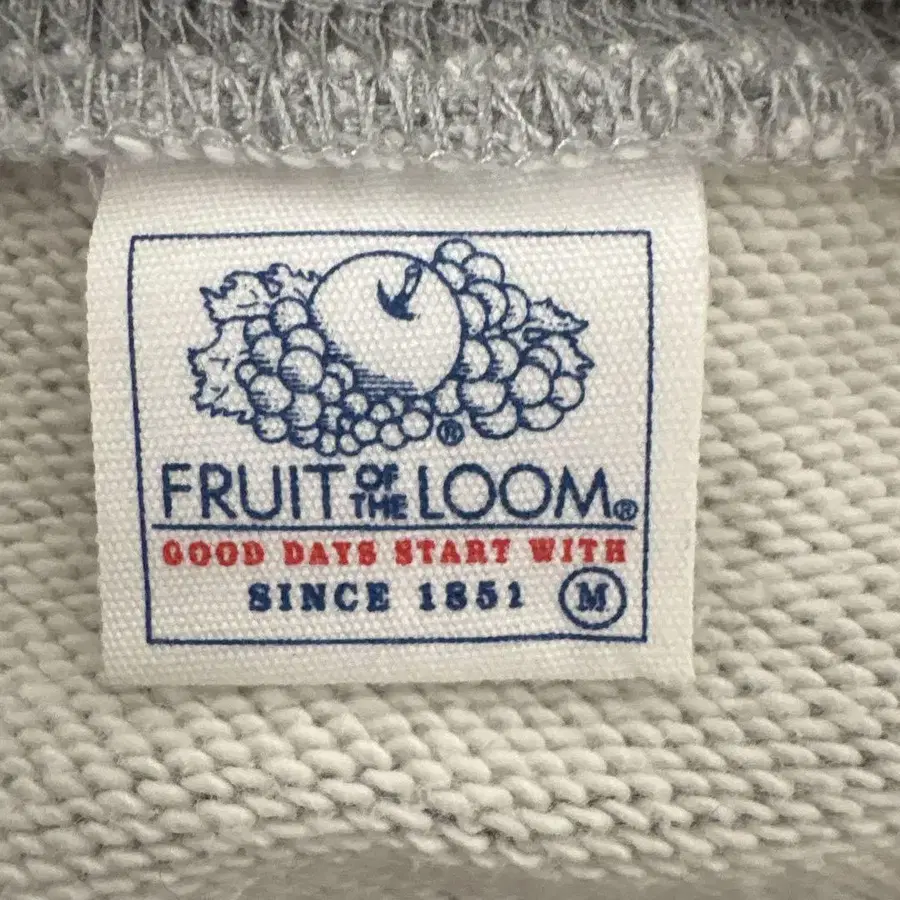 ®
FRUIT OF THE LOOM®
GOOD DAYS START WITH
SINCE 1851 M